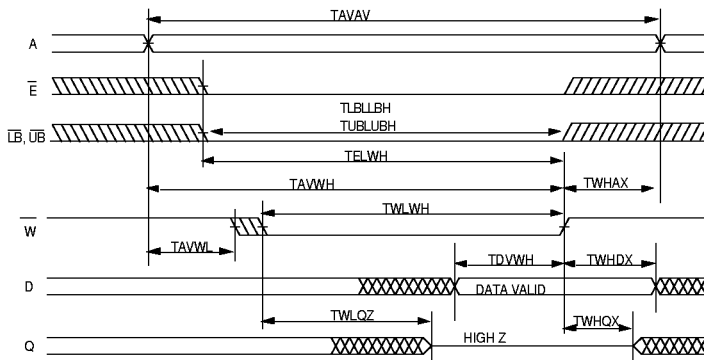 TAVAV
A
E
TLBLLBH
LB, UB
TUBLUBH
TELWH
TAVWH
TWHAX
W
TWLWH
TAVWL
TDVWH
TWHDX
D
DATA VALID
TWLQZ
HIGH Z
TWHQX
Q